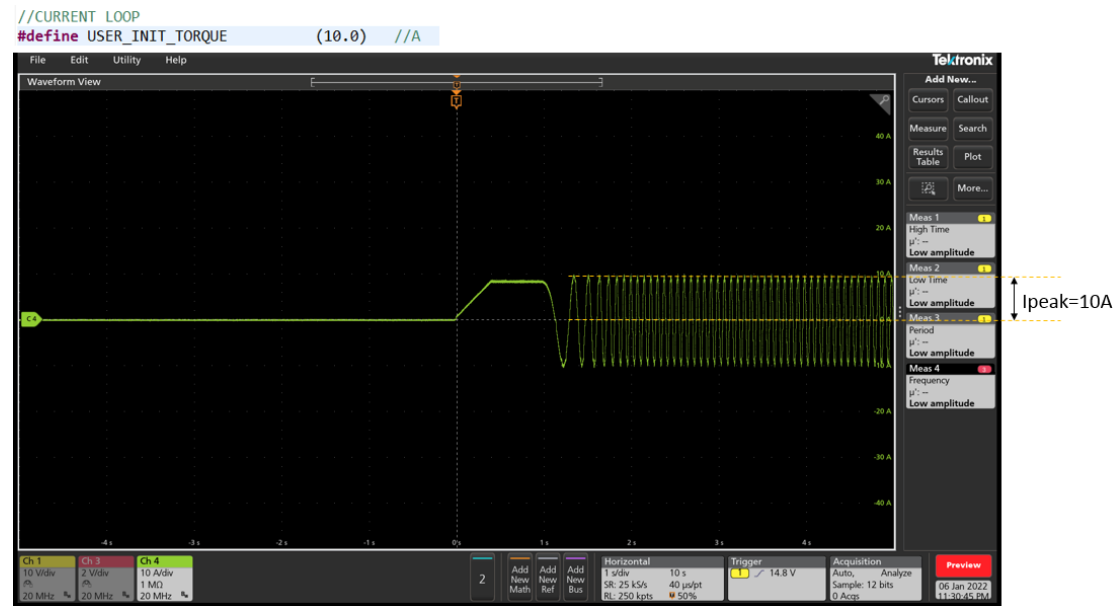 //CURRENT LOOP
#define USER_INIT_TORQUE (10.0) //A
File Edit Utility Help
Tektronix
Waveform View
Add New...
Cursors Callout
Measure Search
Results Table Plot
More...
Meas 1 1
High Time
µ': --
Low amplitude
Meas 2 1
Low Time
µ': --
Low amplitude
Meas 3 1
Period
µ': --
Low amplitude
Meas 4 3
Frequency
µ': --
Low amplitude
T
40 A
30 A
20 A
10 A
0 A
-10 A
-20 A
-30 A
-40 A
C4
Ipeak=10A
-4 s -3 s -2 s -1 s 0 s 1 s 2 s 3 s 4 s
Ch 1
10 V/div
20 MHz
Ch 3
2 V/div
20 MHz
Ch 4
10 A/div
1 MΩ
20 MHz
2
Add New Math
Add New Ref
Add New Bus
Horizontal
1 s/div 10 s
SR: 25 kS/s 40 µs/pt
RL: 250 kpts 50%
Trigger
1 14.8 V
Acquisition
Auto, Analyze
Sample: 12 bits
0 Acqs
Preview
06 Jan 2022
11:30:45 PM